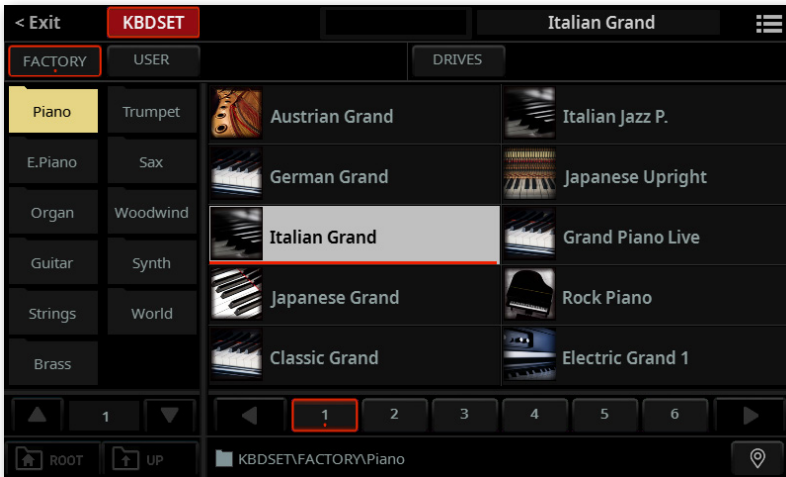 < Exit KBDSET Italian Grand
FACTORY USER DRIVES
Piano Trumpet Austrian Grand Italian Jazz P.
E.Piano Sax German Grand Japanese Upright
Organ Woodwind Italian Grand Grand Piano Live
Guitar Synth Japanese Grand Rock Piano
Strings World Classic Grand Electric Grand 1
Brass
1 1 2 3 4 5 6
ROOT UP KBDSET\FACTORY\Piano